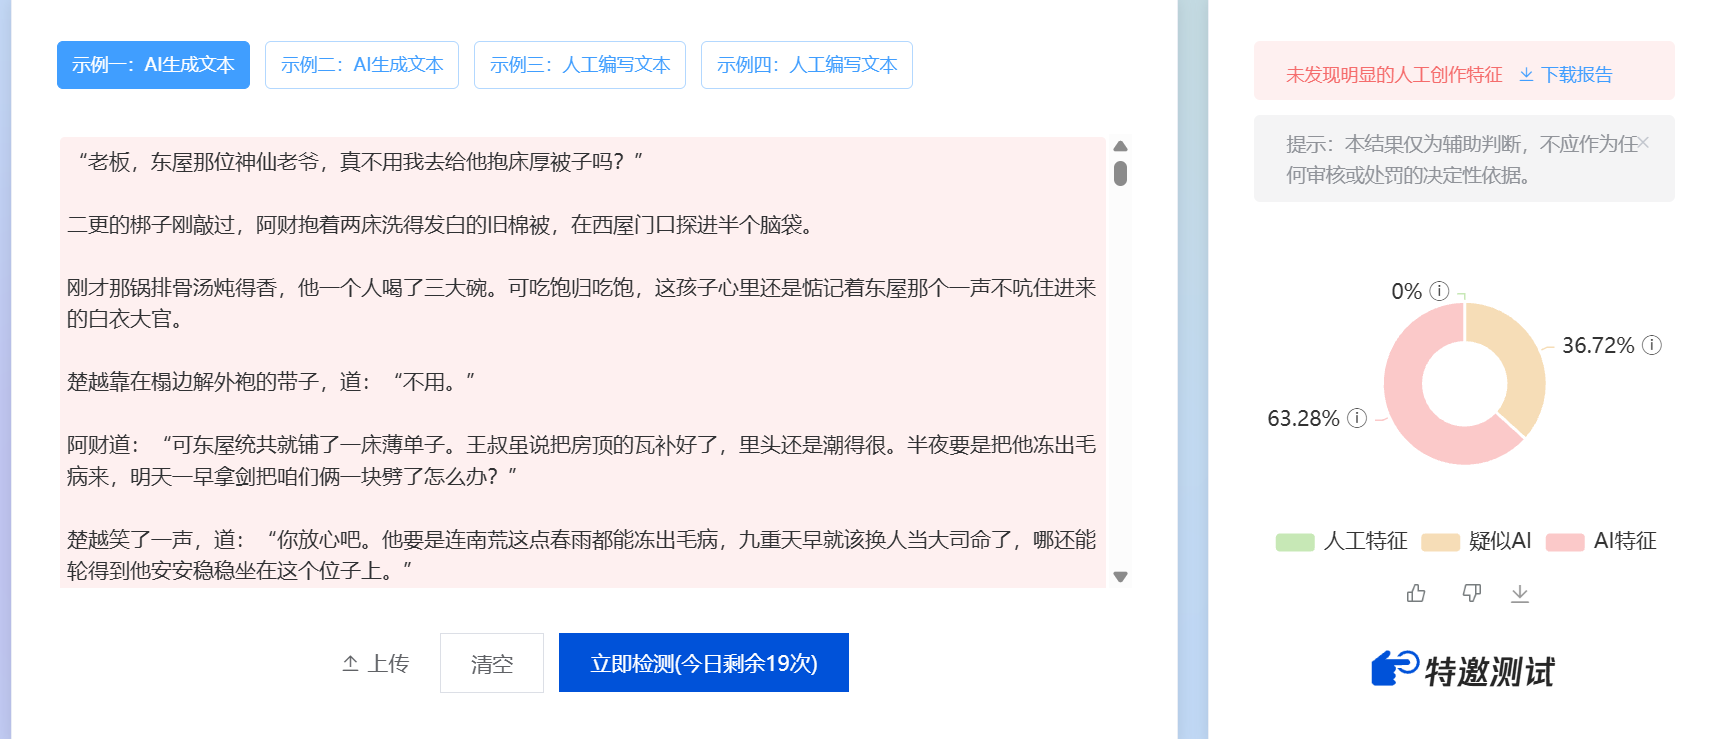 示例一：AI生成文本
示例二：AI生成文本
示例三：人工编写文本
示例四：人工编写文本
“老板，东屋那位神仙老爷，真不用我去给他抱床厚被子吗？”
二更的梆子刚敲过，阿财抱着两床洗得发白的旧棉被，在西屋门口探进半个脑袋。
刚才那锅排骨汤炖得香，他一个人喝了三大碗。可吃饱归吃饱，这孩子心里还是惦记着东屋那个一声不吭住进来
的白衣大官。
楚越靠在榻边解外袍的带子，道：“不用。”
阿财道：“可东屋统共就铺了一床薄单子。王叔虽说把房顶的瓦补好了，里头还是潮得很。半夜要是把他冻出毛
病来，明天一早拿剑把咱们俩一块劈了怎么办？”
楚越笑了一声，道：“你放心吧。他要是连南荒这点春雨都能冻出毛病，九重天早就该换人当大司命了，哪还能
轮得到他安安稳稳坐在这个位子上。”
上传
清空
立即检测(今日剩余19次)
未发现明显的人工创作特征 下载报告
提示：本结果仅为辅助判断，不应作为任
何审核或处罚的决定性依据。
0%
36.72%
63.28%
人工特征 疑似AI AI特征
特邀测试